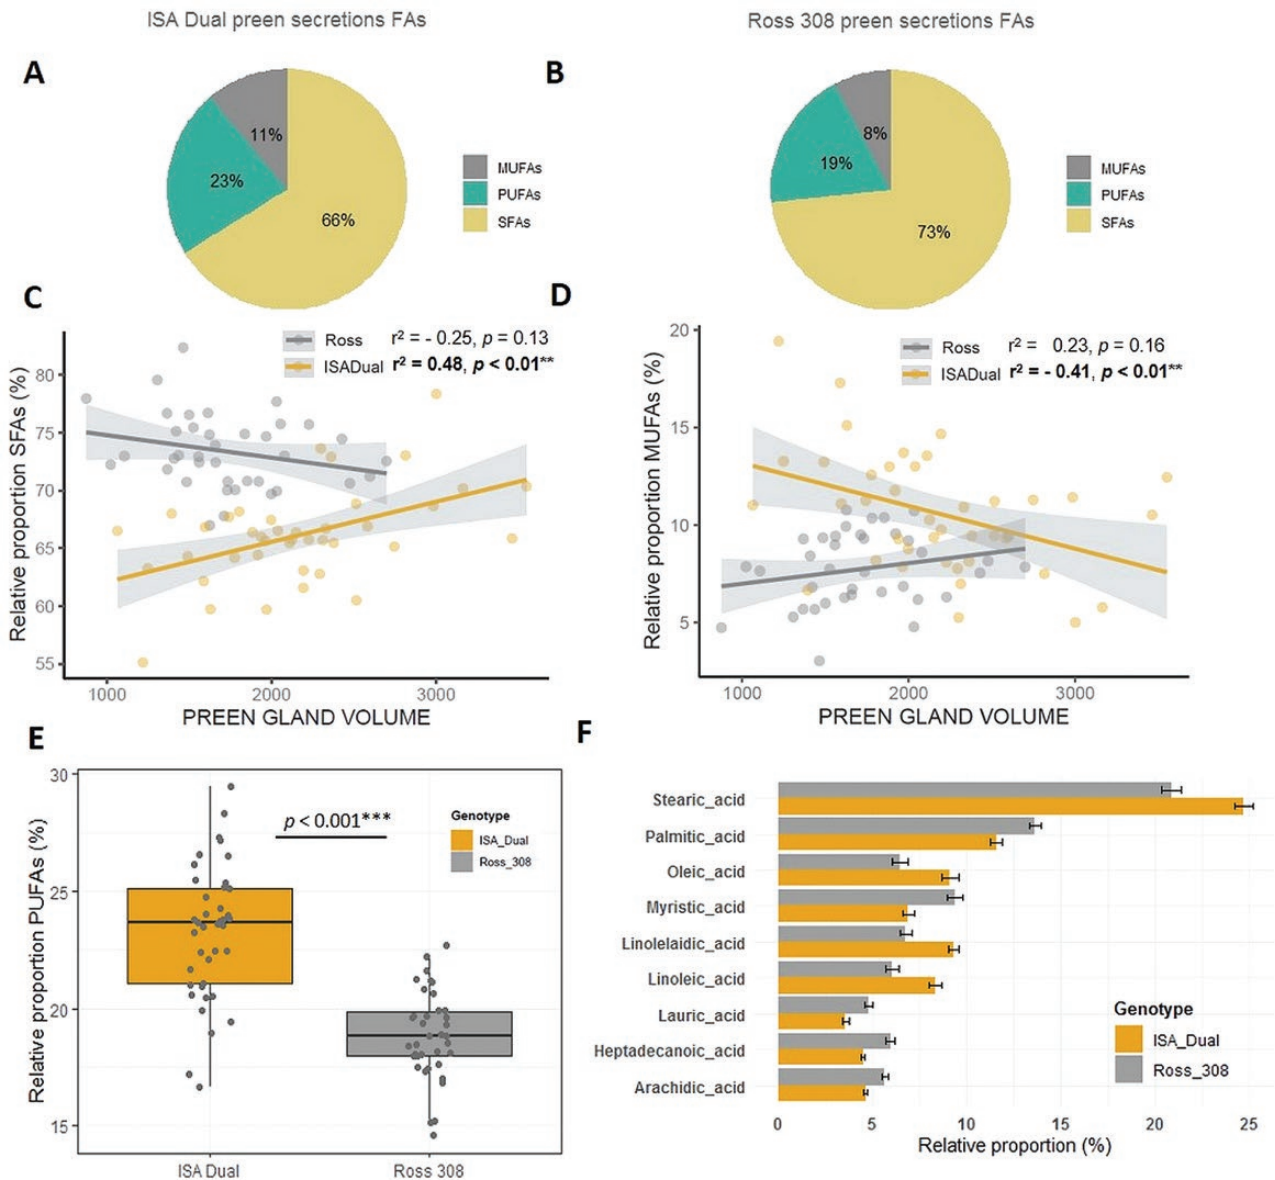 ISA Dual preen secretions FAs
Ross 308 preen secretions FAs
A
11%
23%
66%
MUFAs
PUFAs
SFAs
B
8%
19%
73%
MUFAs
PUFAs
SFAs
C
Ross r² = - 0.25, p = 0.13
ISADual r² = 0.48, p < 0.01**
Relative proportion SFAs (%)
80
75
70
65
60
55
1000 2000 3000
PREEN GLAND VOLUME
D
Ross r² = 0.23, p = 0.16
ISADual r² = - 0.41, p < 0.01**
Relative proportion MUFAs (%)
20
15
10
5
1000 2000 3000
PREEN GLAND VOLUME
E
Relative proportion PUFAs (%)
30
25
20
15
p < 0.001***
Genotype
ISA_Dual
Ross_308
ISA Dual Ross 308
F
Stearic_acid
Palmitic_acid
Oleic_acid
Myristic_acid
Linolelaidic_acid
Linoleic_acid
Lauric_acid
Heptadecanoic_acid
Arachidic_acid
Genotype
ISA_Dual
Ross_308
0 5 10 15 20 25
Relative proportion (%)